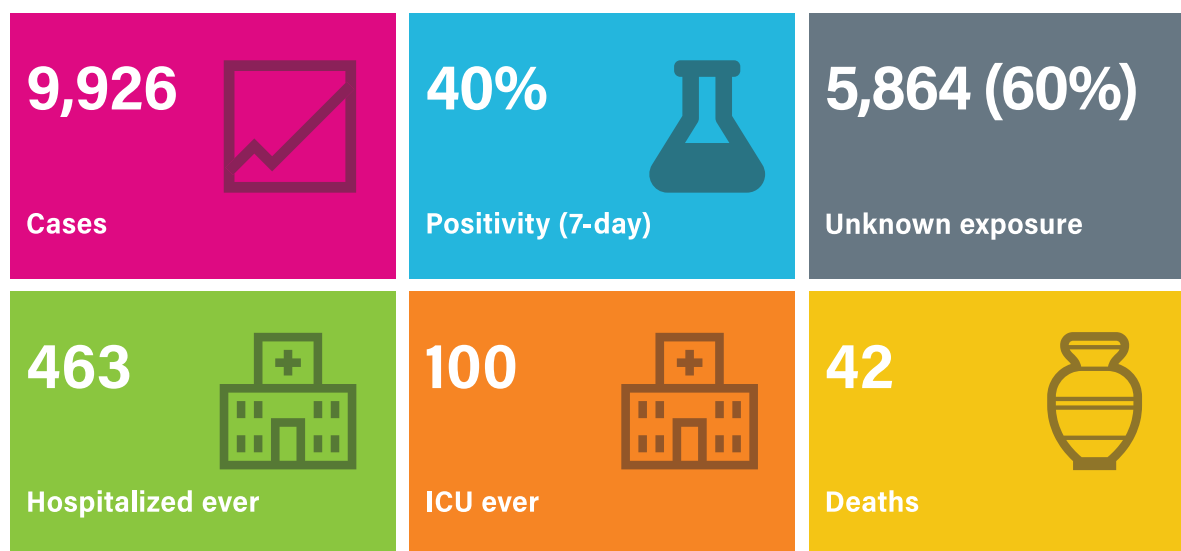 9,926
Cases
40%
Positivity (7-day)
5,864 (60%)
Unknown exposure
463
Hospitalized ever
100
ICU ever
42
Deaths